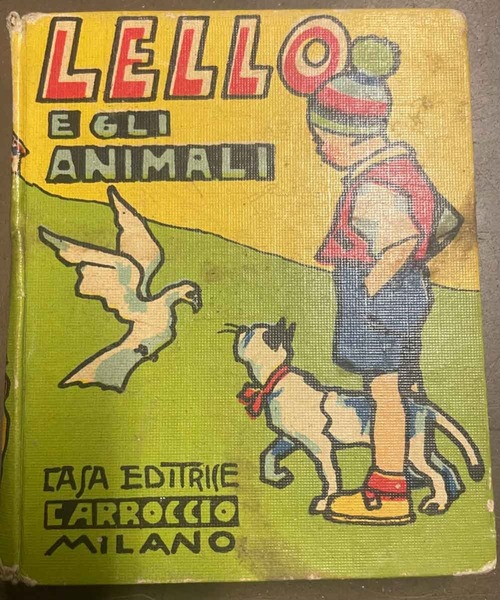 LELLO
E GLI
ANIMALI
CASA EDITRICE
CARROCCIO
MILANO